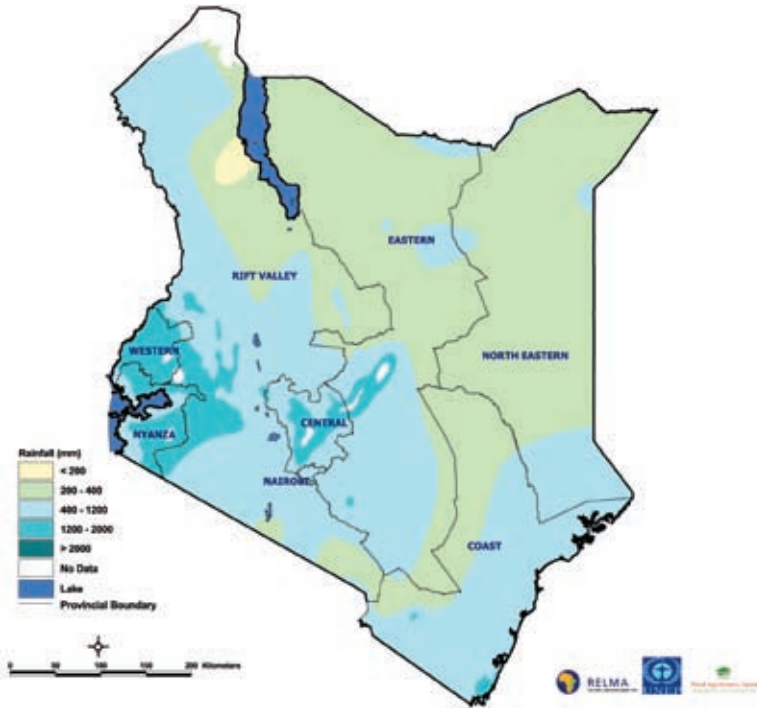 EASTERN
RIFT VALLEY
WESTERN
NORTH EASTERN
CENTRAL
NYANZA
NAIROBI
COAST
Rainfall (mm)
< 200
200 - 400
400 - 1200
1200 - 2000
> 2000
No Data
Lake
Provincial Boundary
0 50 100 200 Kilometers
RELMA
UNEP